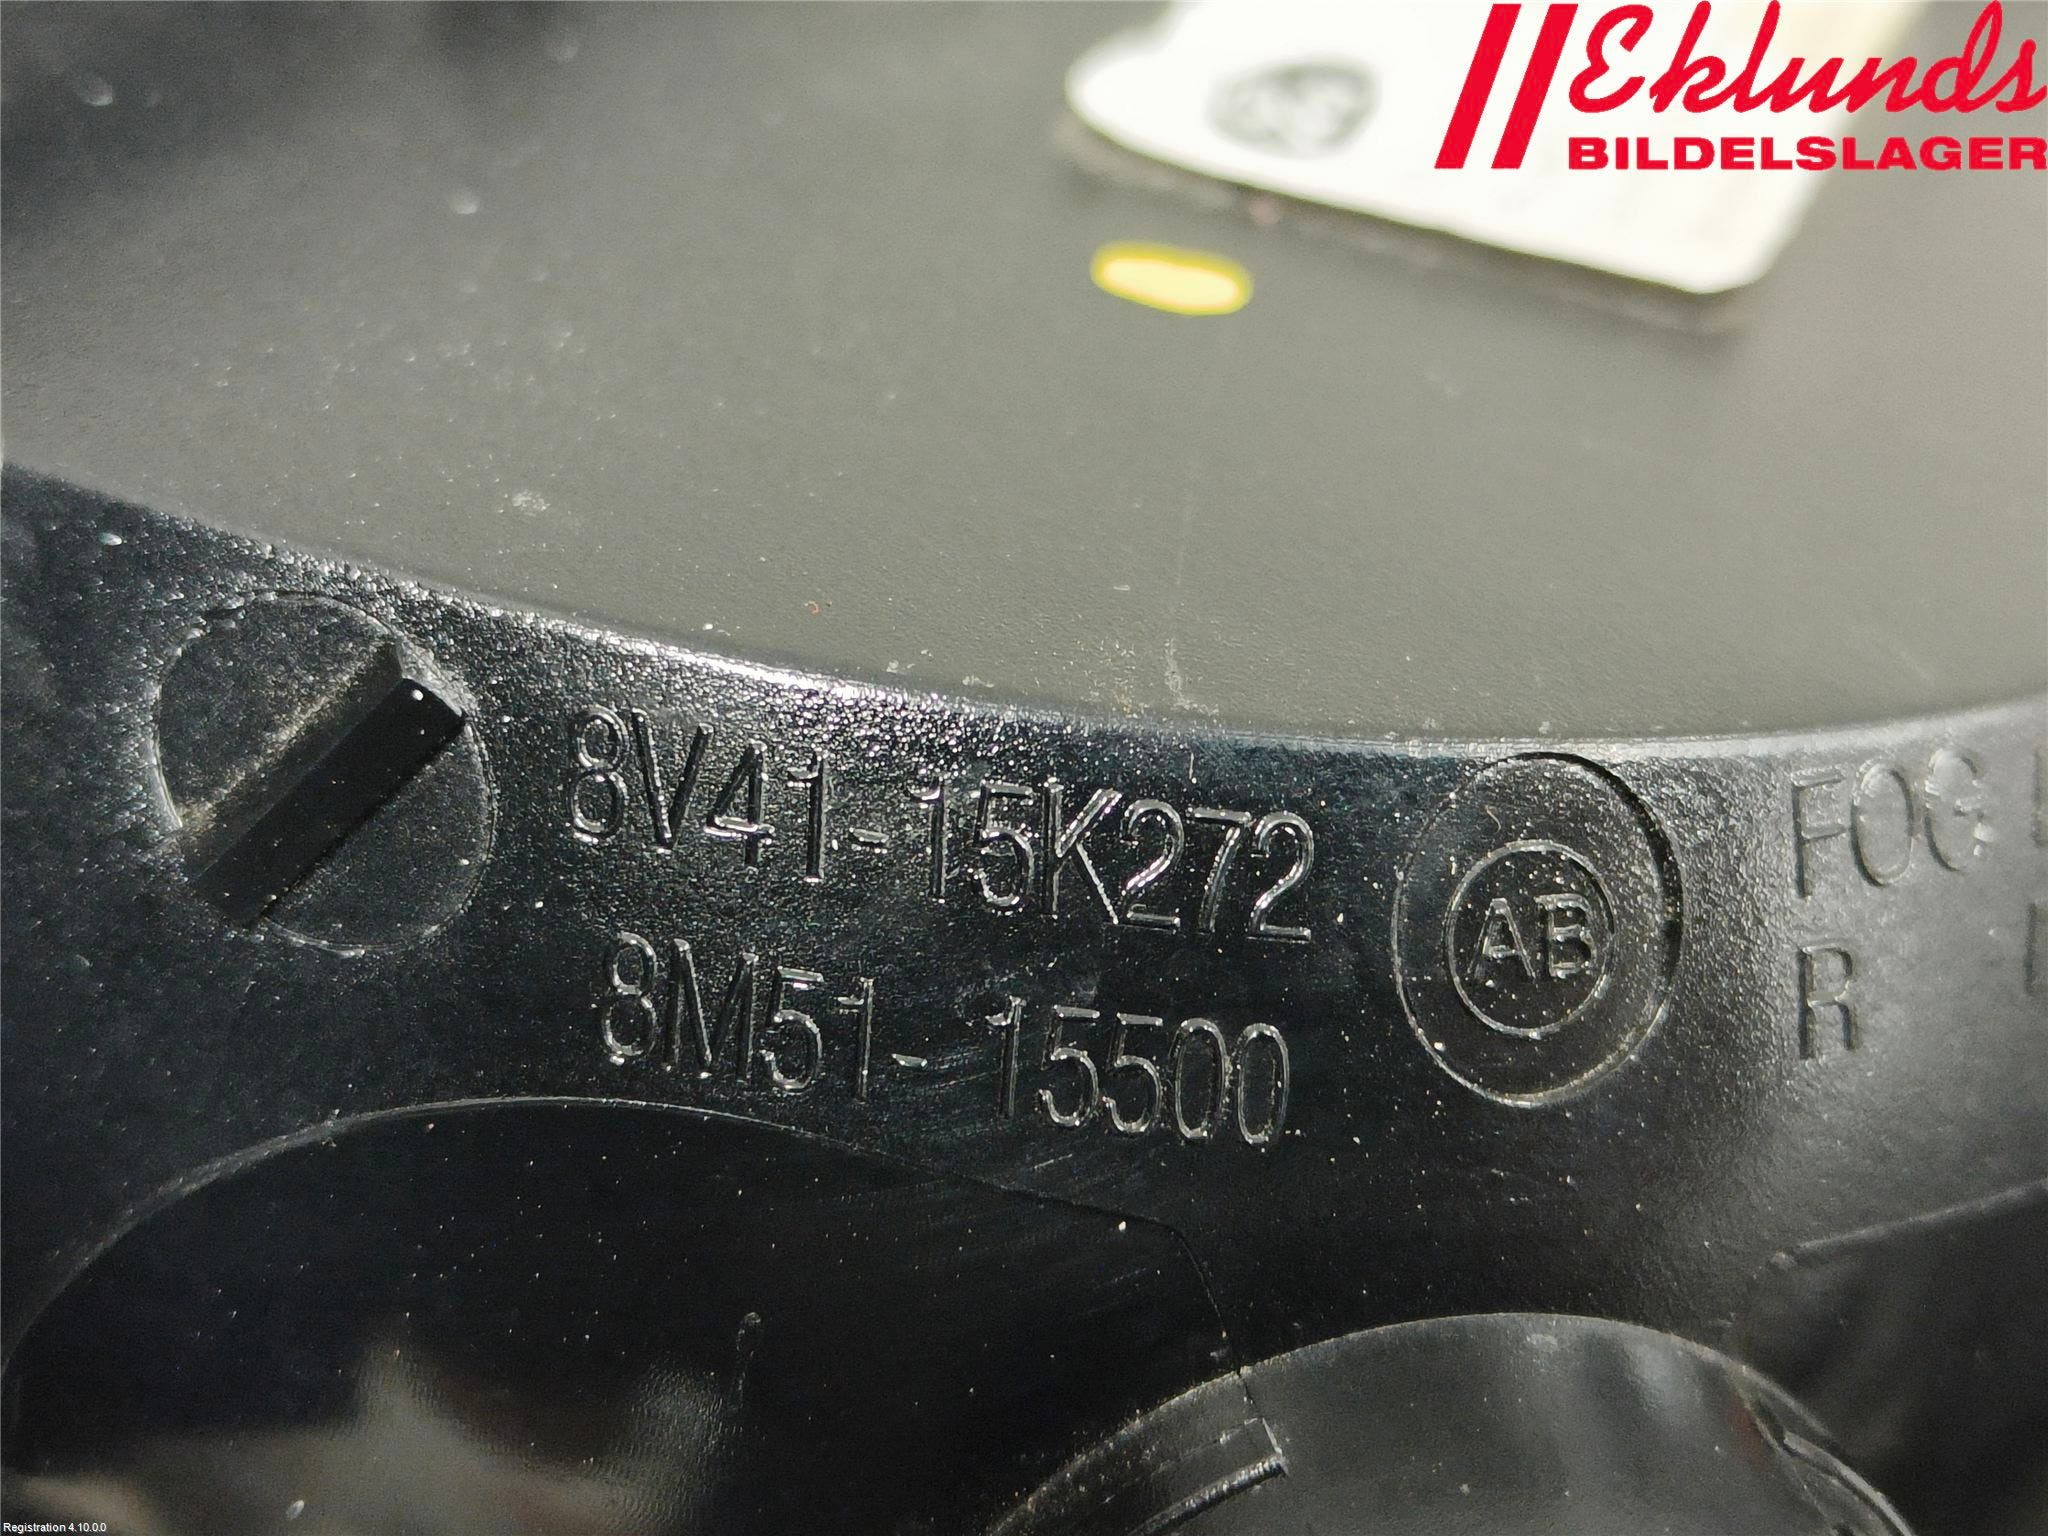 Eklunds
BILDELSLAGER
8V41-15K272
8M51-15500
AB
FOG
R
Registration 4.10.0.0